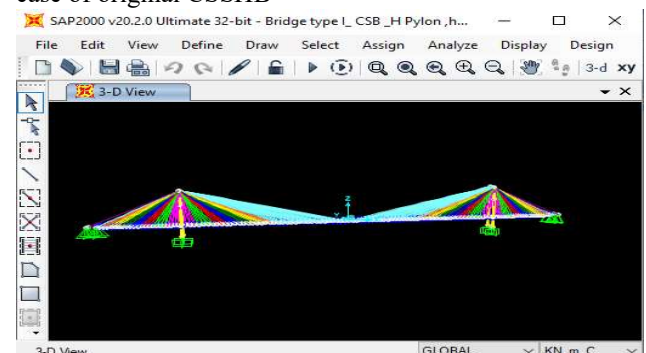 case of original CSSHB
SAP2000 v20.2.0 Ultimate 32-bit - Bridge type I_ CSB _H Pylon ,h...
File Edit View Define Draw Select Assign Analyze Display Design
3-d xy
3-D View
Z
3-D View GLOBAL KN, m, C